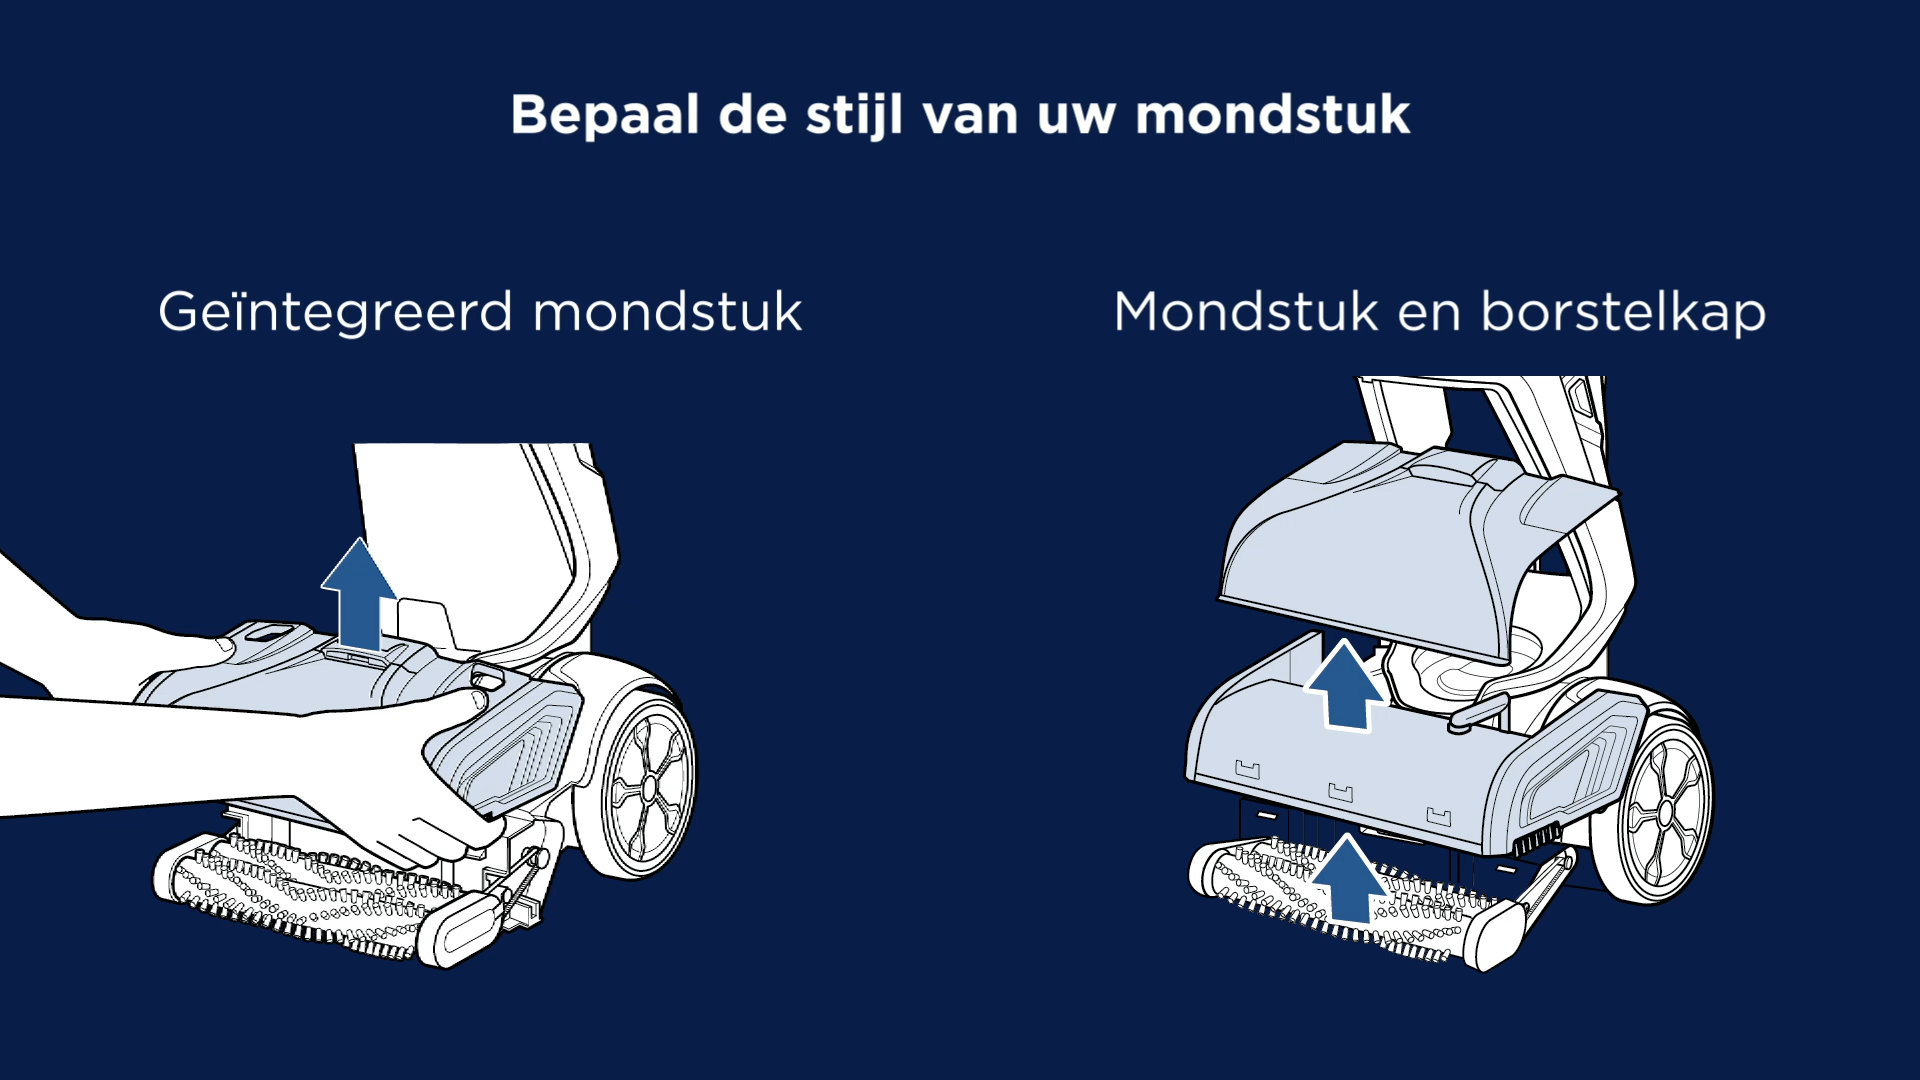 Bepaal de stijl van uw mondstuk
Geïntegreerd mondstuk
Mondstuk en borstelkap